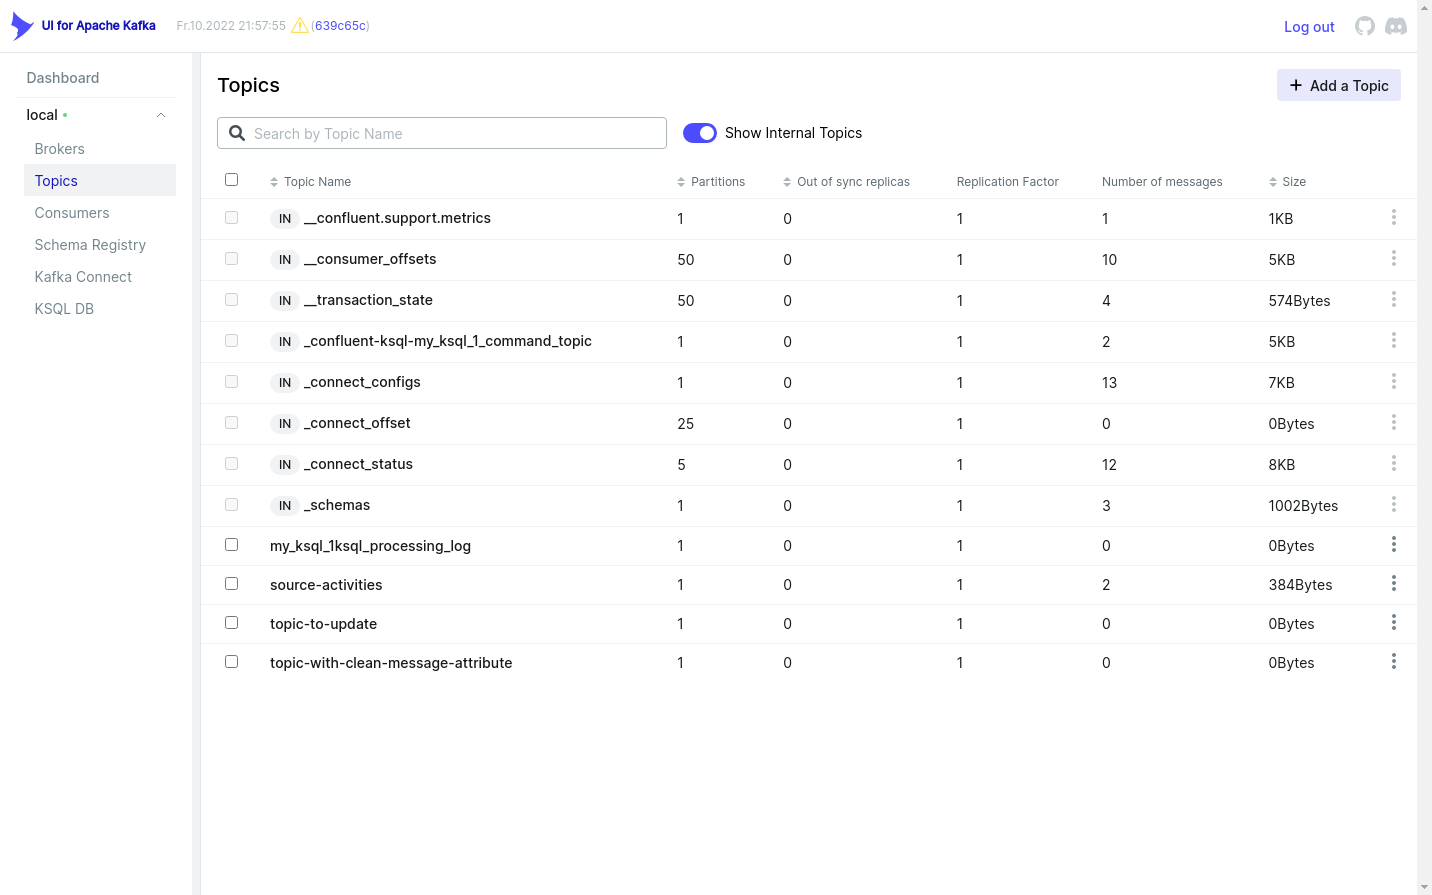 UI for Apache Kafka Fr.10.2022 21:57:55 (639c65c) Log out
Dashboard
local
Brokers
Topics
Consumers
Schema Registry
Kafka Connect
KSQL DB
Topics + Add a Topic
Search by Topic Name Show Internal Topics
Topic Name Partitions Out of sync replicas Replication Factor Number of messages Size
IN __confluent.support.metrics 1 0 1 1 1KB
IN __consumer_offsets 50 0 1 10 5KB
IN __transaction_state 50 0 1 4 574Bytes
IN _confluent-ksql-my_ksql_1_command_topic 1 0 1 2 5KB
IN _connect_configs 1 0 1 13 7KB
IN _connect_offset 25 0 1 0 0Bytes
IN _connect_status 5 0 1 12 8KB
IN _schemas 1 0 1 3 1002Bytes
my_ksql_1ksql_processing_log 1 0 1 0 0Bytes
source-activities 1 0 1 2 384Bytes
topic-to-update 1 0 1 0 0Bytes
topic-with-clean-message-attribute 1 0 1 0 0Bytes